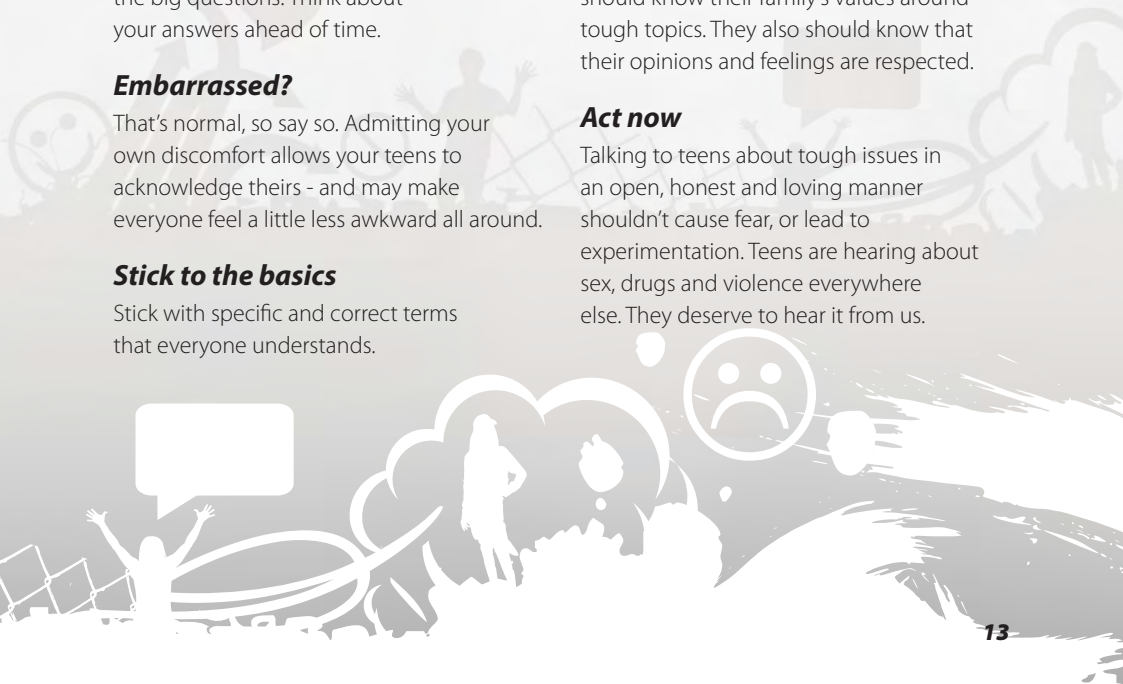 the big questions. Think about
your answers ahead of time.
Embarrassed?
That's normal, so say so. Admitting your
own discomfort allows your teens to
acknowledge theirs - and may make
everyone feel a little less awkward all around.
Stick to the basics
Stick with specific and correct terms
that everyone understands.
should know their family's values around
tough topics. They also should know that
their opinions and feelings are respected.
Act now
Talking to teens about tough issues in
an open, honest and loving manner
shouldn't cause fear, or lead to
experimentation. Teens are hearing about
sex, drugs and violence everywhere
else. They deserve to hear it from us.
13